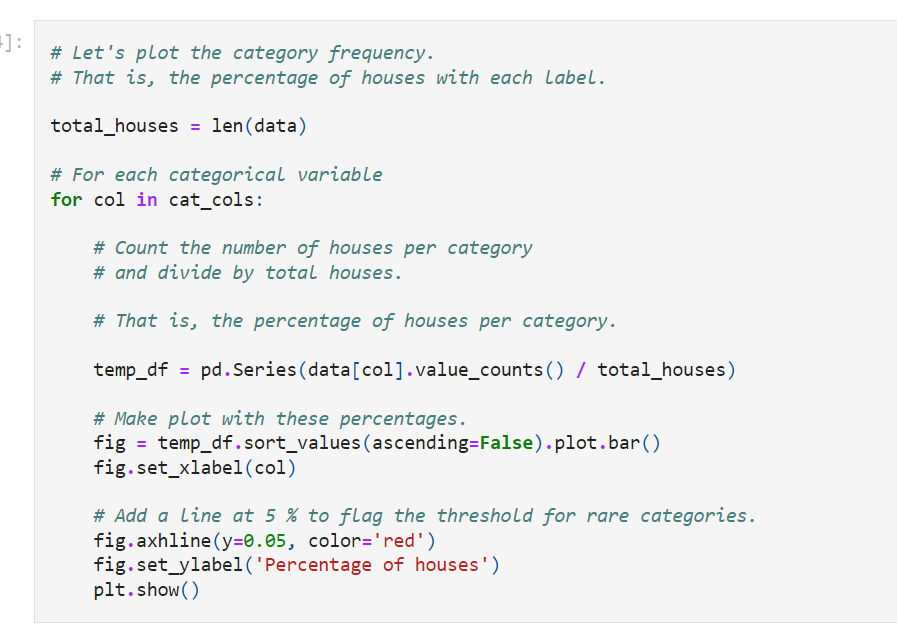 ]:
# Let's plot the category frequency.
# That is, the percentage of houses with each label.
total_houses = len(data)
# For each categorical variable
for col in cat_cols:
# Count the number of houses per category
# and divide by total houses.
# That is, the percentage of houses per category.
temp_df = pd.Series(data[col].value_counts() / total_houses)
# Make plot with these percentages.
fig = temp_df.sort_values(ascending=False).plot.bar()
fig.set_xlabel(col)
# Add a line at 5 % to flag the threshold for rare categories.
fig.axhline(y=0.05, color='red')
fig.set_ylabel('Percentage of houses')
plt.show()